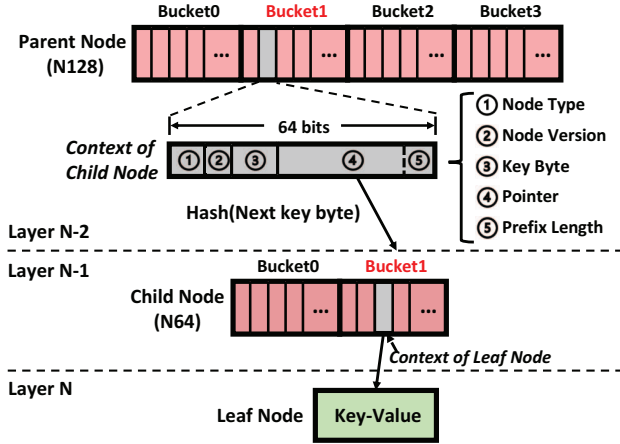 Bucket0 Bucket1 Bucket2 Bucket3
Parent Node
(N128)
... ... ... ...
64 bits
Context of
Child Node
① ② ③ ④ ⑤
① Node Type
② Node Version
③ Key Byte
④ Pointer
⑤ Prefix Length
Hash(Next key byte)
Layer N-2
Layer N-1
Bucket0 Bucket1
Child Node
(N64)
... ...
Context of Leaf Node
Layer N
Leaf Node Key-Value